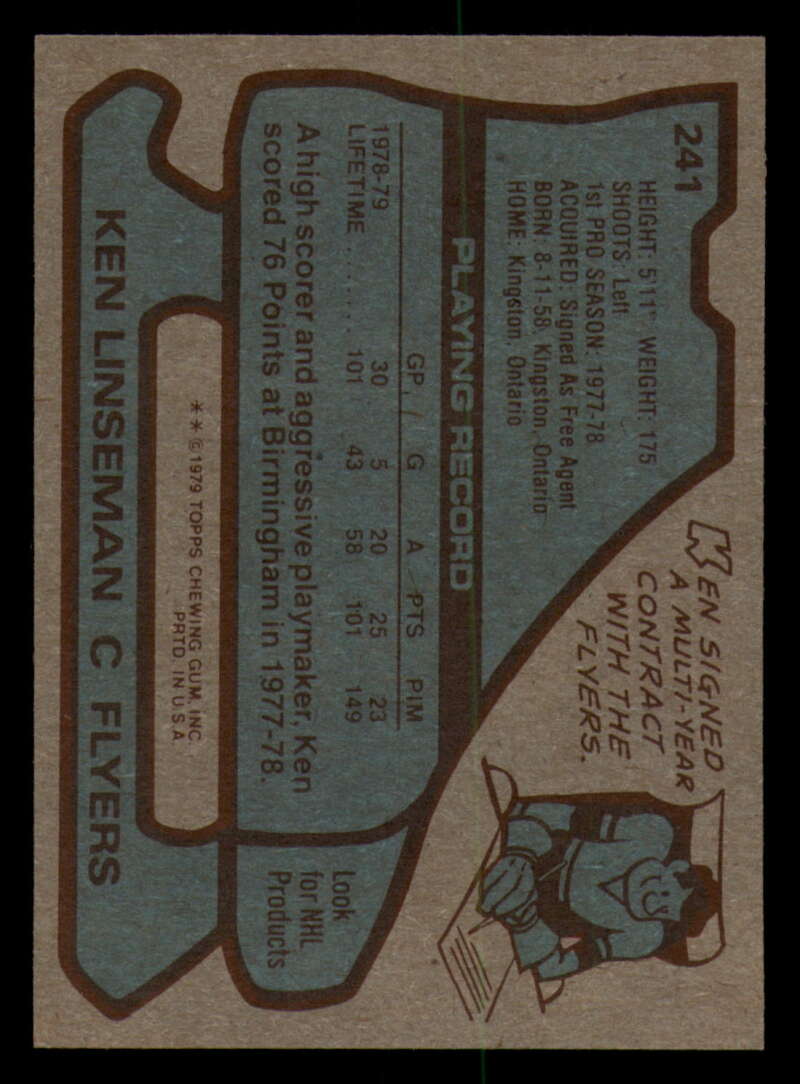 241
HEIGHT: 5'11" WEIGHT: 175
SHOOTS: Left
1st PRO SEASON: 1977-78
ACQUIRED: Signed As Free Agent
BORN: 8-11-58, Kingston, Ontario
HOME: Kingston, Ontario
KEN SIGNED
A MULTI-YEAR
CONTRACT
WITH THE
FLYERS.
PLAYING RECORD
GP. G A PTS PIM
1978-79 30 5 20 25 23
LIFETIME ....... 101 43 58 101 149
A high scorer and aggressive playmaker, Ken
scored 76 Points at Birmingham in 1977-78.
Look
for NHL
Products
**©1979 TOPPS CHEWING GUM, INC.
PRTD. IN U.S.A.
KEN LINSEMAN C FLYERS